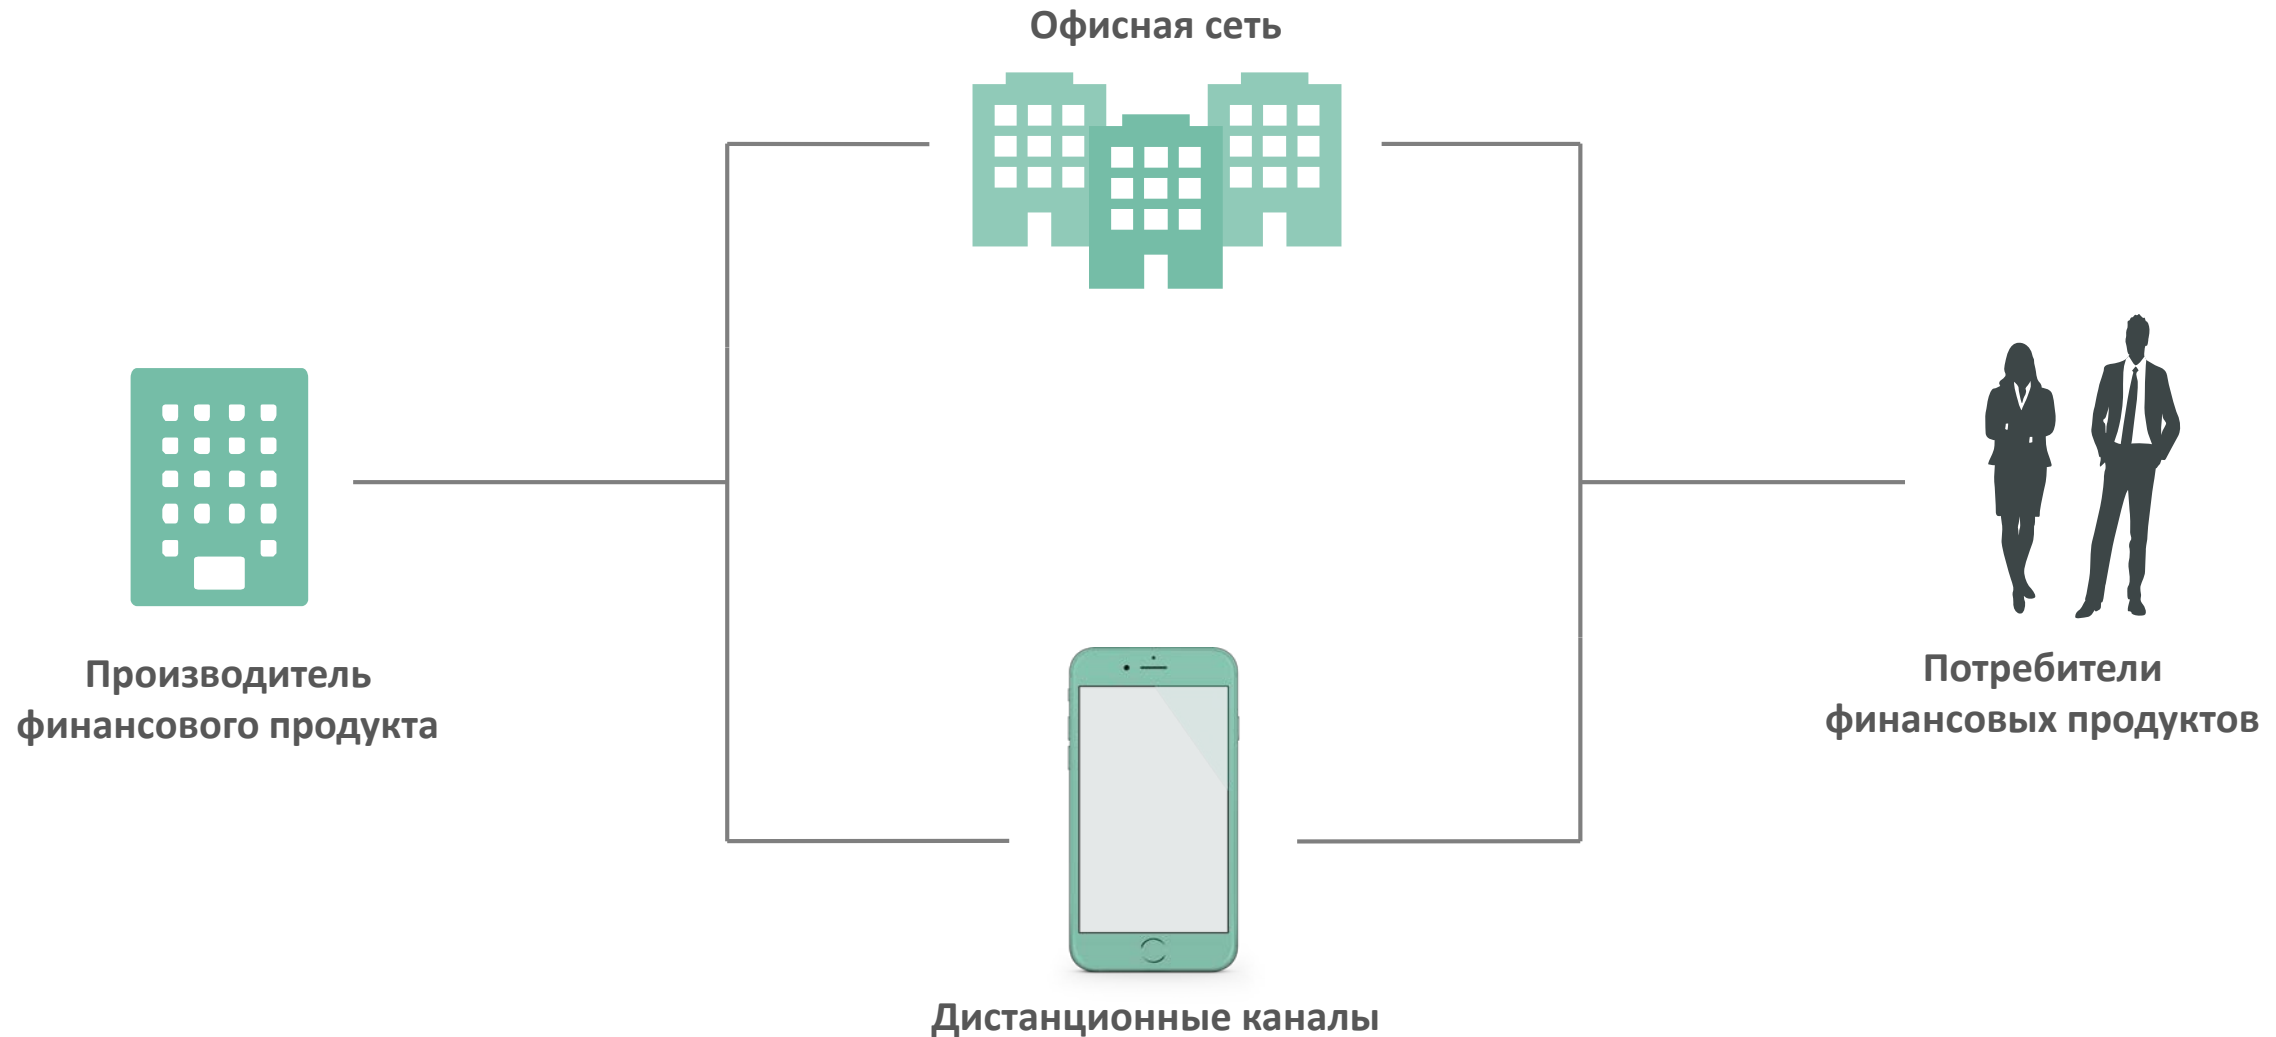 Офисная сеть
Производитель
финансового продукта
Потребители
финансовых продуктов
Дистанционные каналы